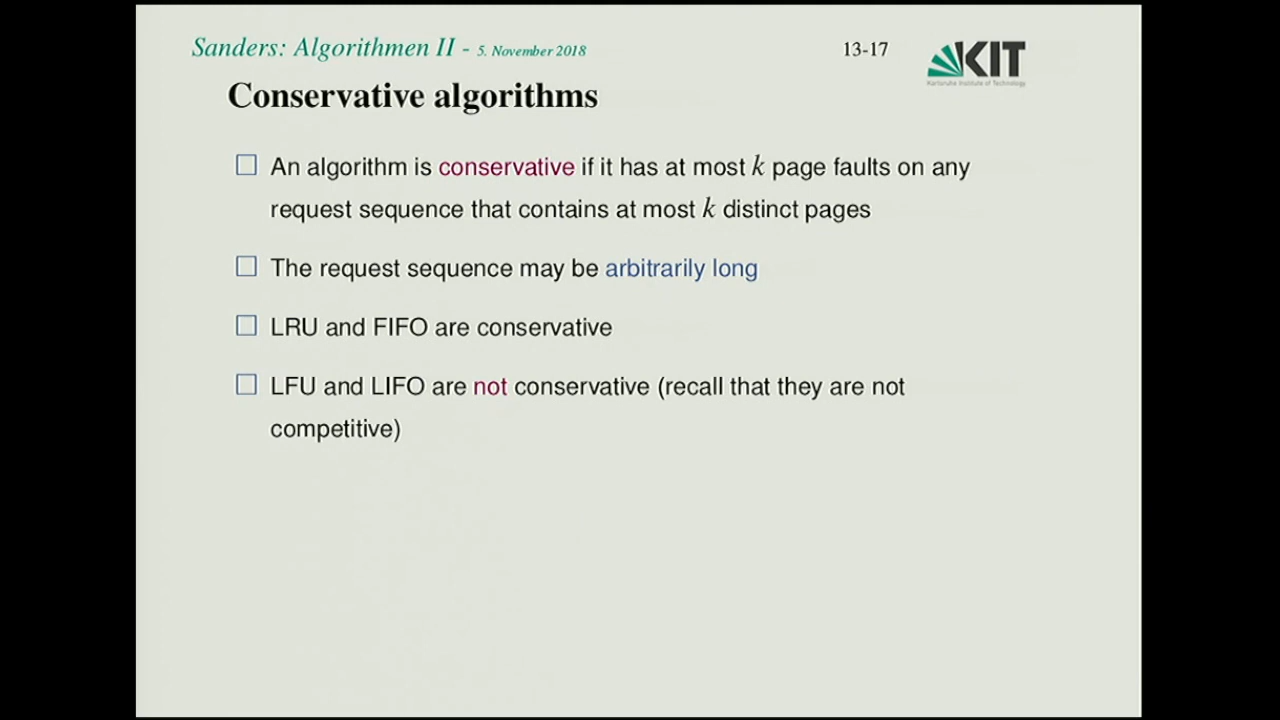 Sanders: Algorithmen II - 5. November 2018
13-17
KIT
Karlsruhe Institute of Technology
Conservative algorithms
An algorithm is conservative if it has at most k page faults on any
request sequence that contains at most k distinct pages
The request sequence may be arbitrarily long
LRU and FIFO are conservative
LFU and LIFO are not conservative (recall that they are not
competitive)